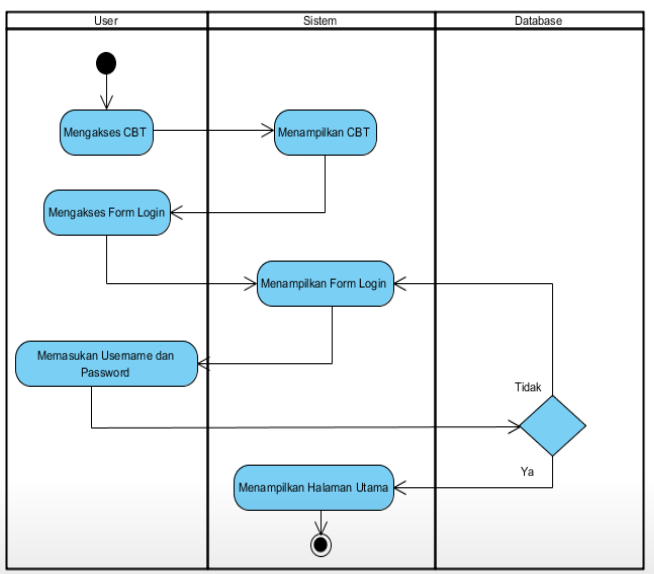 User
Sistem
Database
Mengakses CBT
Menampilkan CBT
Mengakses Form Login
Menampilkan Form Login
Memasukan Username dan
Password
Tidak
Ya
Menampilkan Halaman Utama